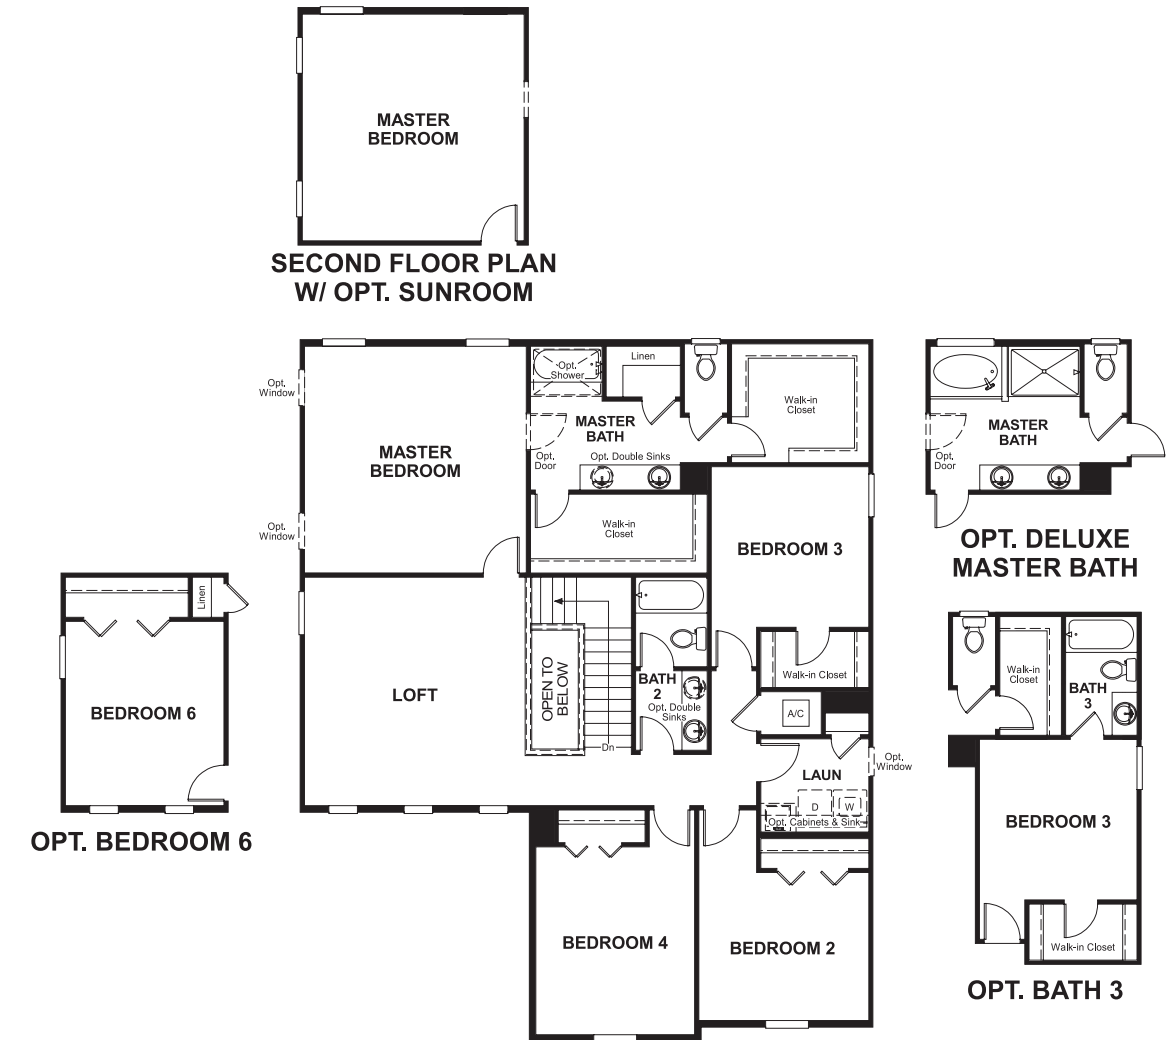 MASTER
BEDROOM
SECOND FLOOR PLAN
W/ OPT. SUNROOM
Opt.
Window
Opt.
Window
MASTER
BEDROOM
Opt.
Shower
Linen
MASTER
BATH
Opt. Double Sinks
Opt.
Door
Walk-in
Closet
Walk-in
Closet
BEDROOM 3
Walk-in Closet
LOFT
OPEN TO
BELOW
Dn
BATH
2
Opt. Double
Sinks
A/C
LAUN
Opt.
Window
D
W
Opt. Cabinets & Sink
BEDROOM 4
BEDROOM 2
Linen
BEDROOM 6
OPT. BEDROOM 6
MASTER
BATH
Opt.
Door
OPT. DELUXE
MASTER BATH
Walk-in
Closet
BATH
3
BEDROOM 3
Walk-in Closet
OPT. BATH 3